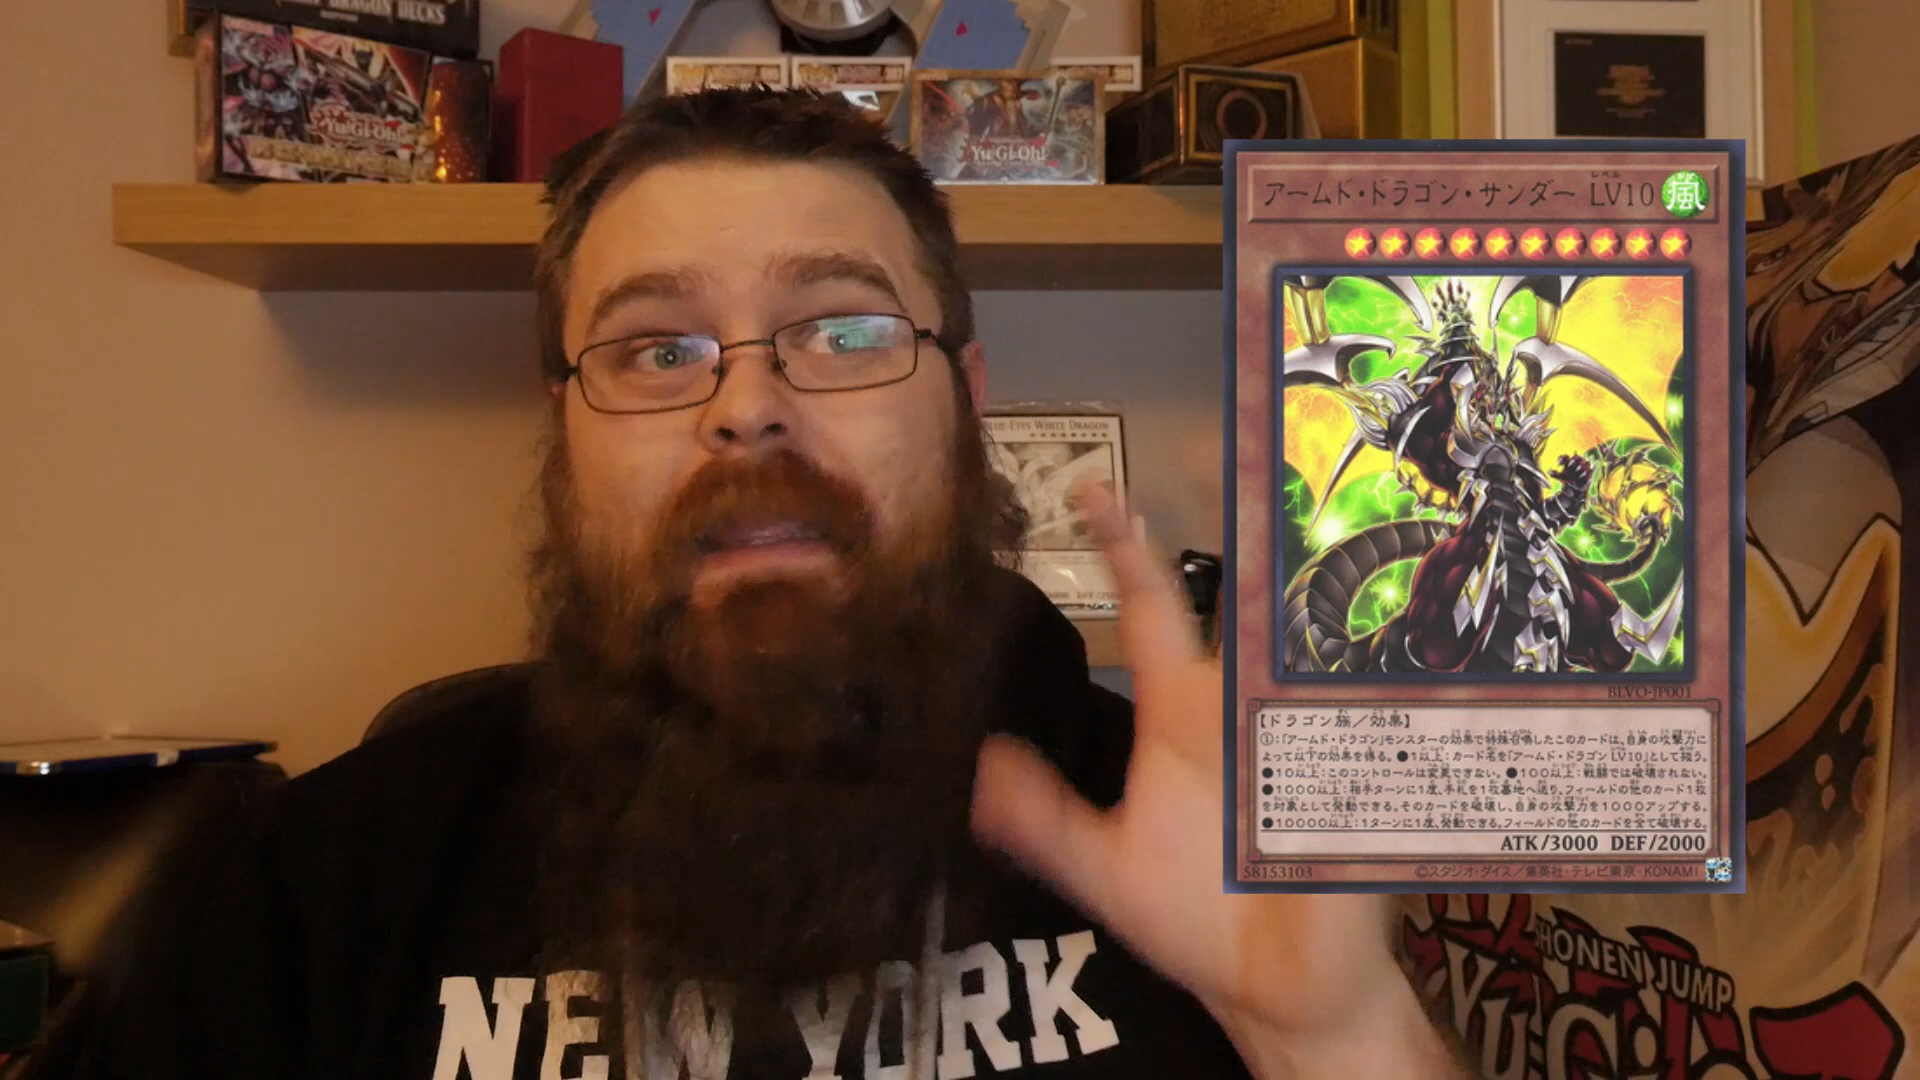 DRAGON DECKS
Yu-Gi-Oh!
Yu-Gi-Oh!
BLUE-EYES WHITE DRAGON
アームド・ドラゴン・サンダー LV10 風
レベル
BLVO-JP001
【ドラゴン族／効果】
①:「アームド・ドラゴン」モンスターの効果で特殊召喚したこのカードは、自身の攻撃力に
よって以下の効果を得る。●1以上:カード名を「アームド・ドラゴン LV10」として扱う。
●10以上:このコントロールは変更できない。●100以上:戦闘では破壊されない。
●1000以上:相手ターンに1度、手札を1枚墓地へ送り、フィールドの他のカード1枚
を対象として発動できる。そのカードを破壊し、自身の攻撃力を1000アップする。
●10000以上:1ターンに1度、発動できる。フィールドの他のカードを全て破壊する。
ATK/3000 DEF/2000
58153103
©スタジオ・ダイス／集英社・テレビ東京・KONAMI
NEW YORK
SHONEN JUMP